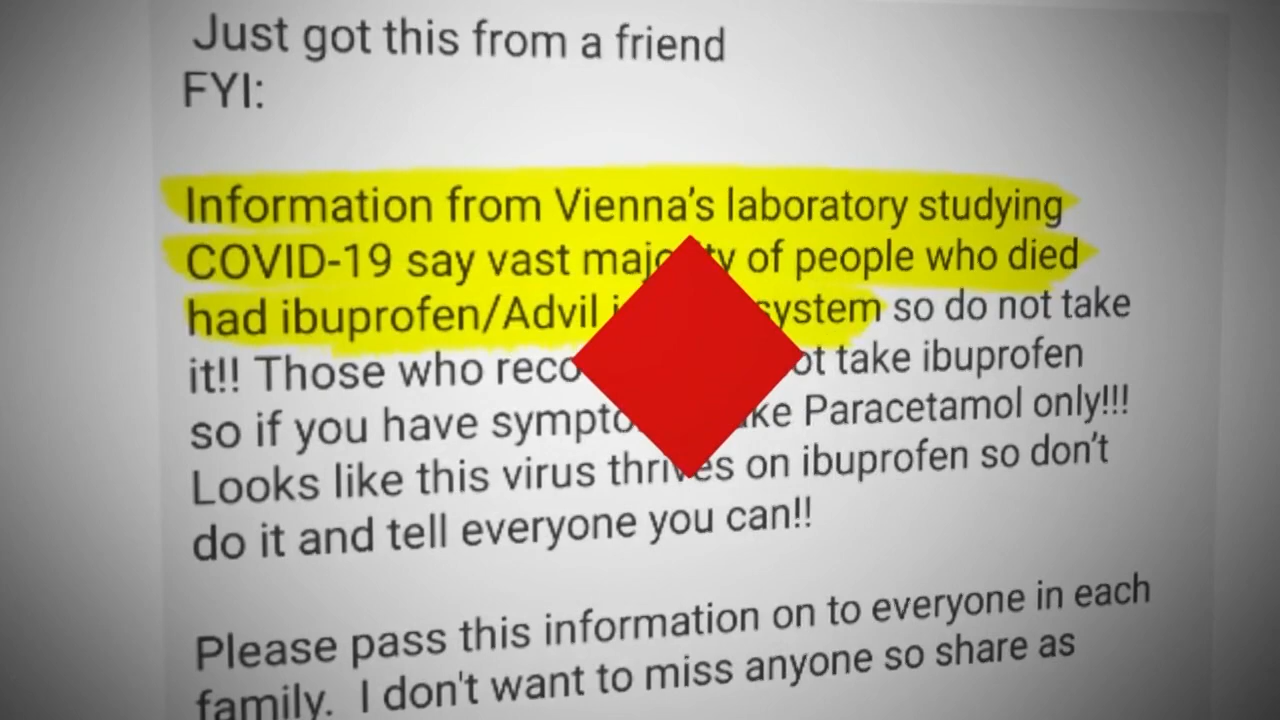 Just got this from a friend
FYI:
Information from Vienna's laboratory studying
COVID-19 say vast majority of people who died
had ibuprofen/Advil system so do not take
it!! Those who take ibuprofen
so if you have Paracetamol only!!!
Looks like this virus thrives on ibuprofen so don't
do it and tell everyone you can!!
Please pass this information on to everyone in each
family. I don't want to miss anyone so share as